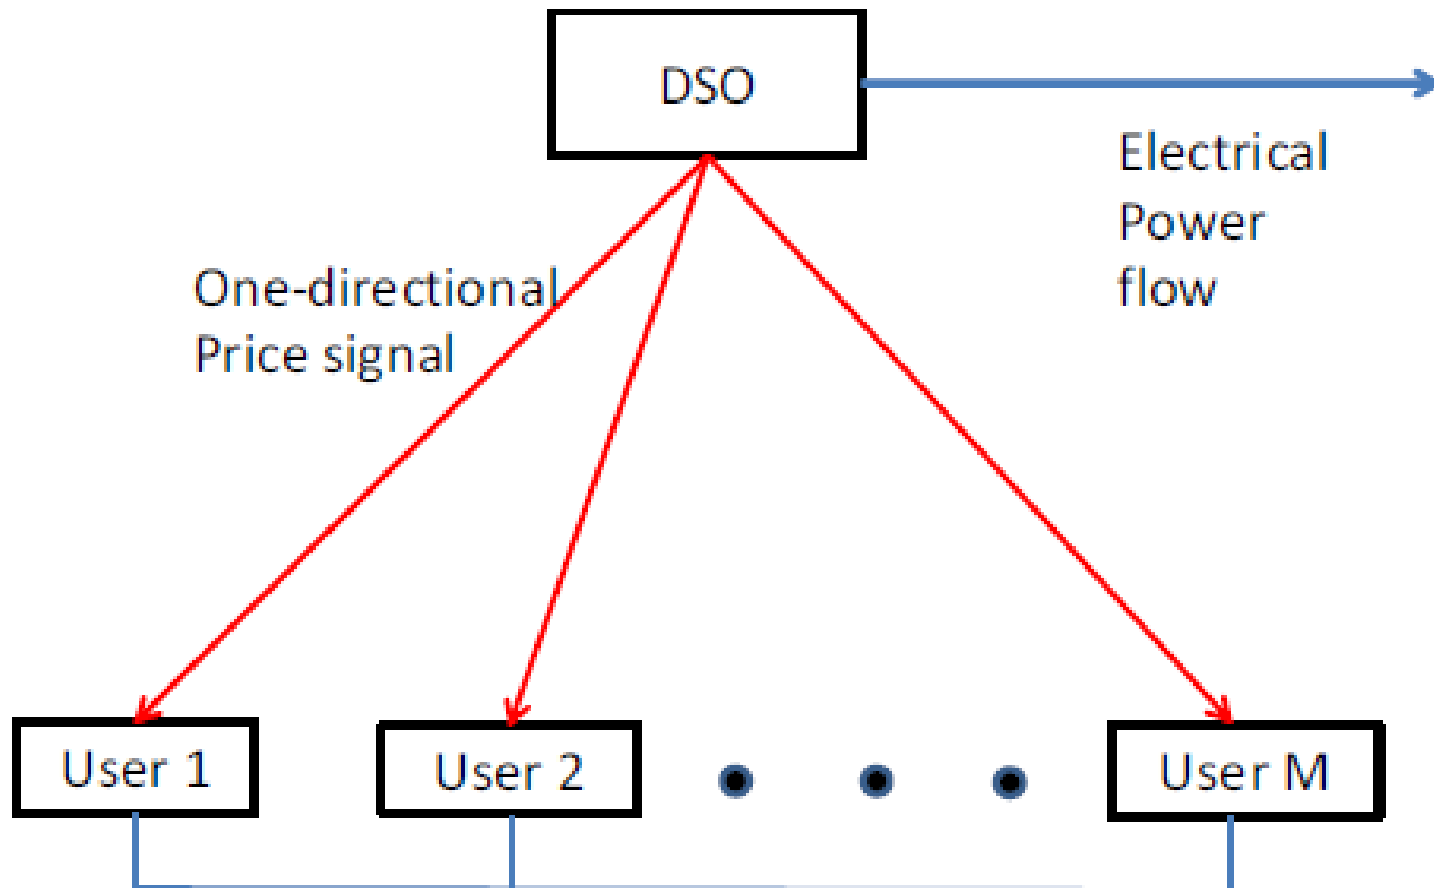 DSO
Electrical
Power
flow
One-directional
Price signal
User 1
User 2
User M